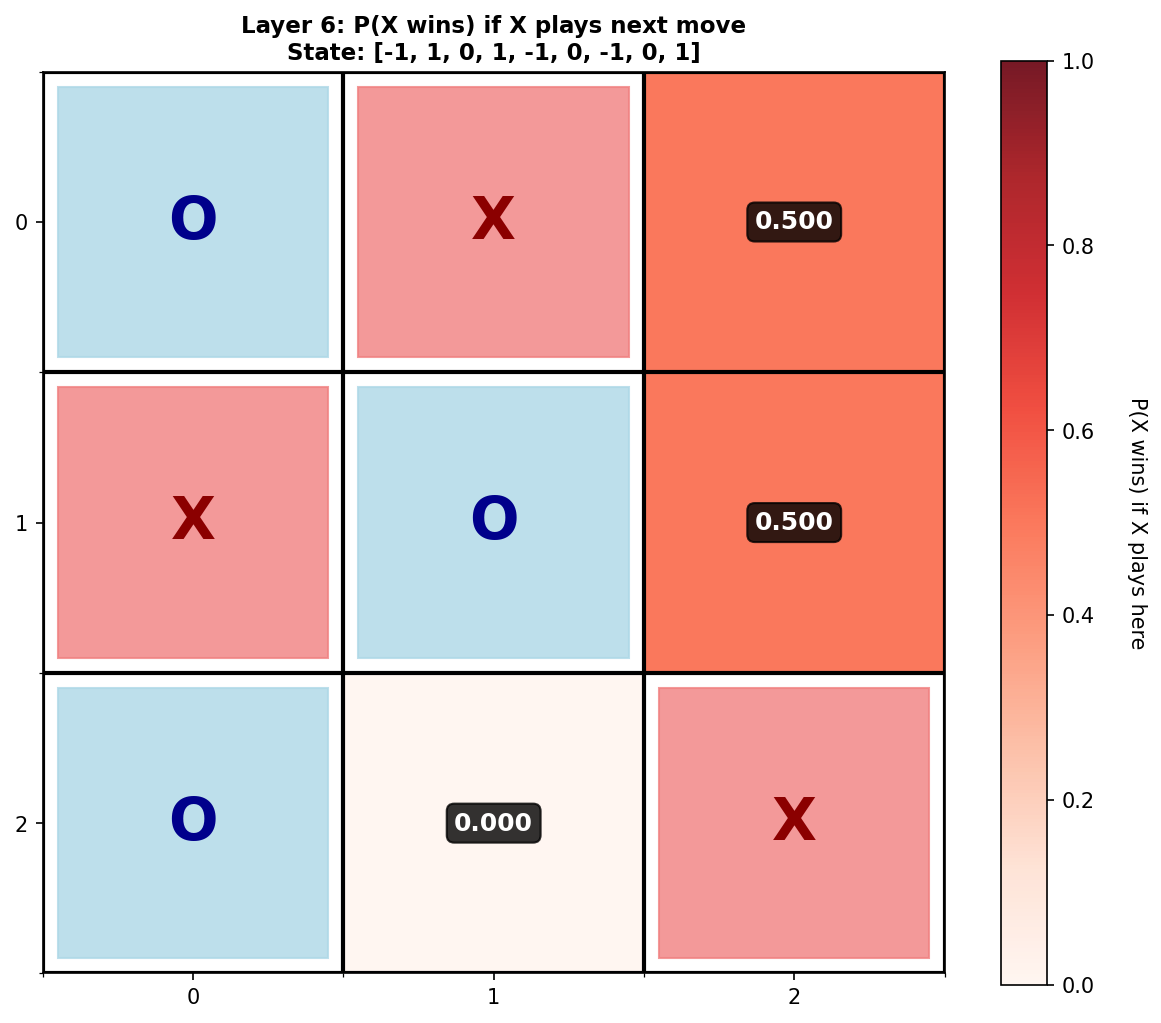 Layer 6: P(X wins) if X plays next move
State: [-1, 1, 0, 1, -1, 0, -1, 0, 1]
0
O
X
0.500
1
X
O
0.500
2
O
0.000
X
0
1
2
1.0
0.8
0.6
0.4
0.2
0.0
P(X wins) if X plays here